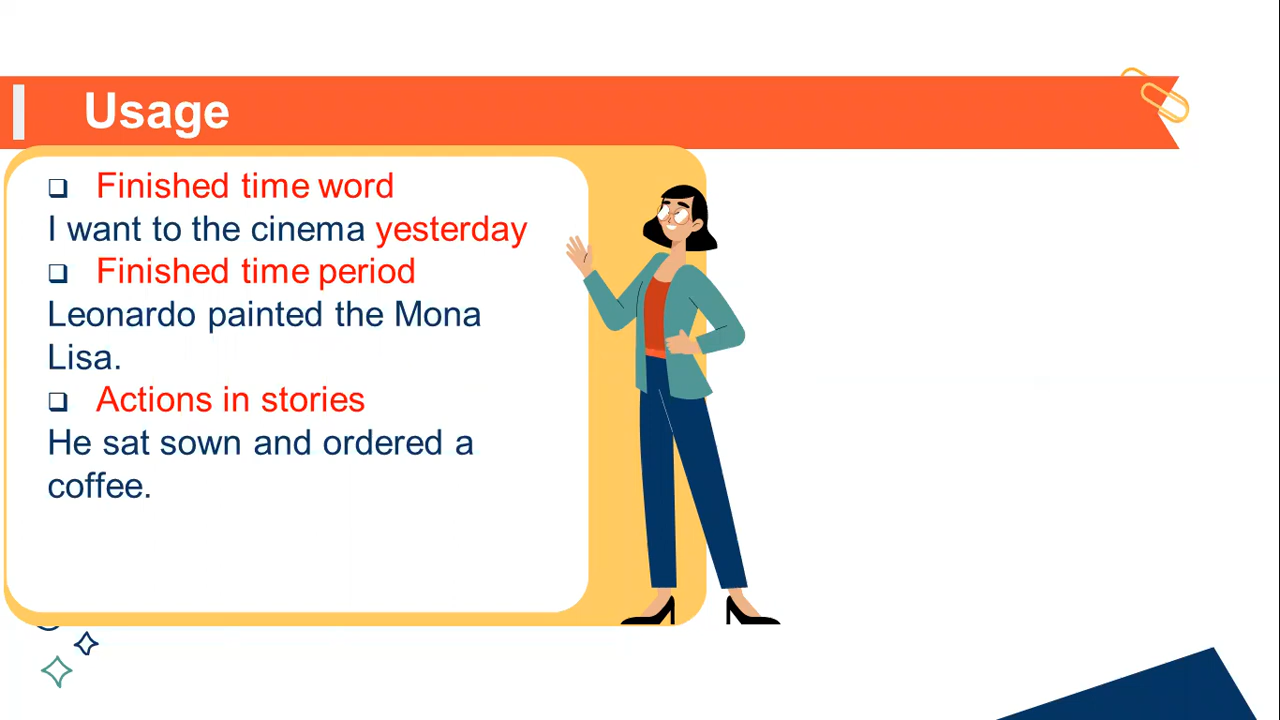 Usage
❑ Finished time word
I want to the cinema yesterday
❑ Finished time period
Leonardo painted the Mona
Lisa.
❑ Actions in stories
He sat sown and ordered a
coffee.